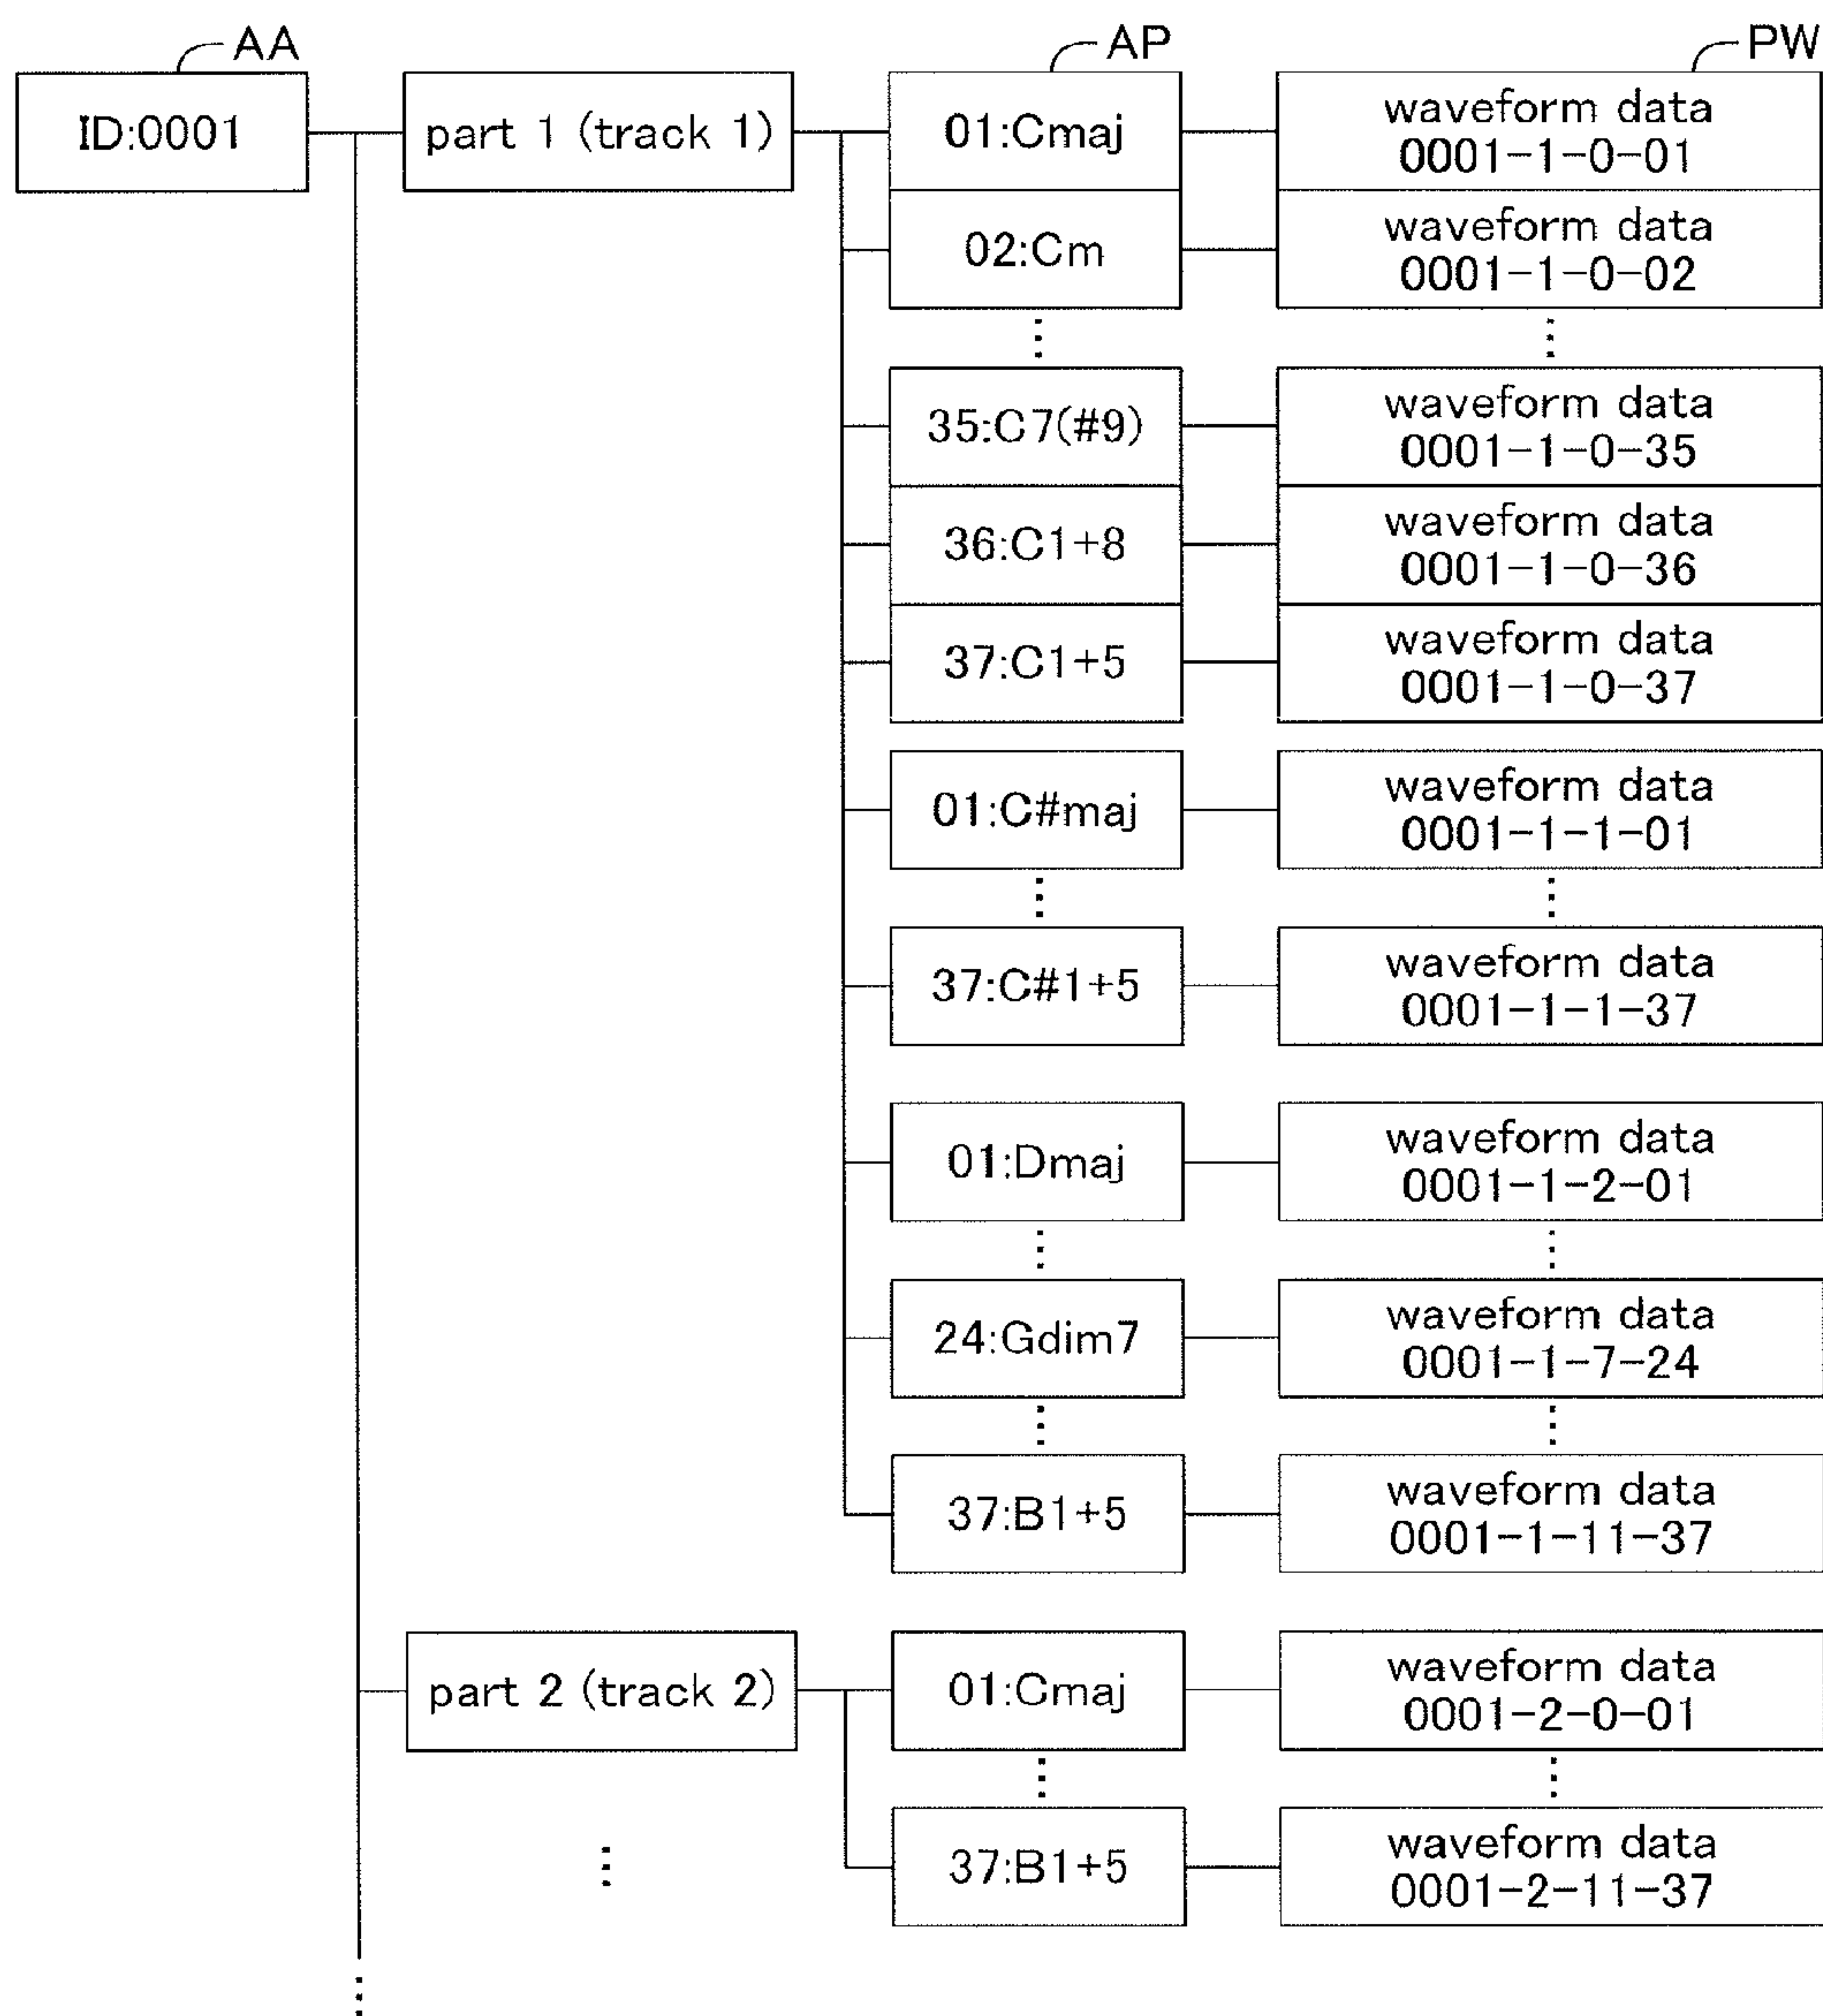 AA
AP
PW
ID:0001
part 1 (track 1)
01:Cmaj
waveform data
0001-1-0-01
02:Cm
waveform data
0001-1-0-02
35:C7(#9)
waveform data
0001-1-0-35
36:C1+8
waveform data
0001-1-0-36
37:C1+5
waveform data
0001-1-0-37
01:C#maj
waveform data
0001-1-1-01
37:C#1+5
waveform data
0001-1-1-37
01:Dmaj
waveform data
0001-1-2-01
24:Gdim7
waveform data
0001-1-7-24
37:B1+5
waveform data
0001-1-11-37
part 2 (track 2)
01:Cmaj
waveform data
0001-2-0-01
37:B1+5
waveform data
0001-2-11-37